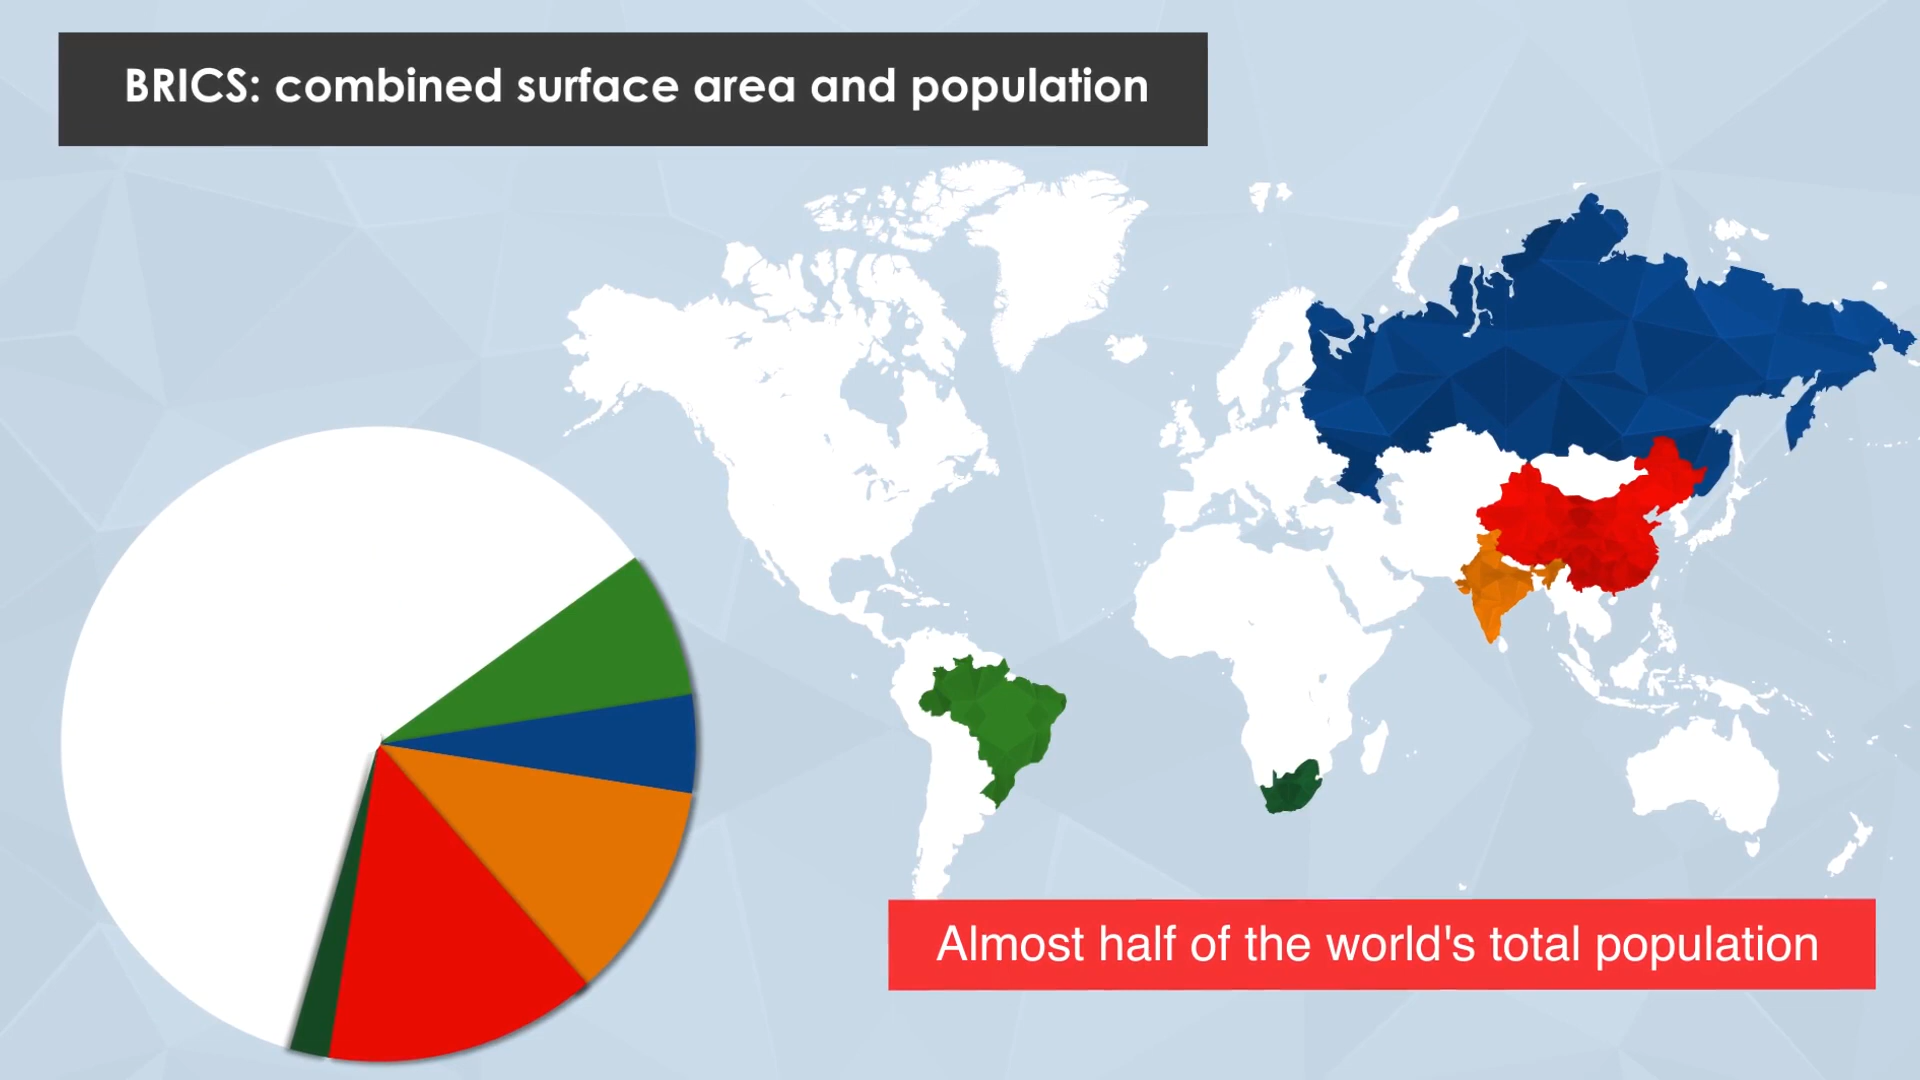 BRICS: combined surface area and population
Almost half of the world's total population